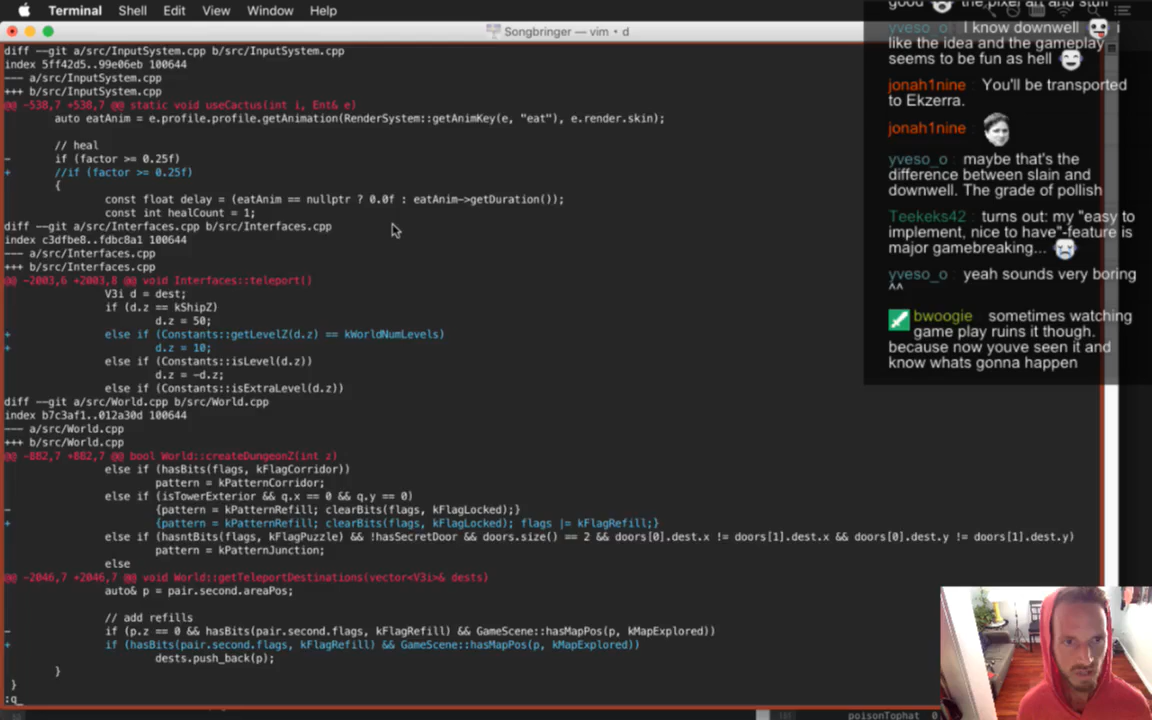 Terminal Shell Edit View Window Help
Songbringer — vim • d
diff --git a/src/InputSystem.cpp b/src/InputSystem.cpp
index 5ff42d5..99e06eb 100644
--- a/src/InputSystem.cpp
+++ b/src/InputSystem.cpp
@@ -538,7 +538,7 @@ static void useCactus(int i, Ent& e)
auto eatAnim = e.profile.profile.getAnimation(RenderSystem::getAnimKey(e, "eat"), e.render.skin);
// heal
- if (factor >= 0.25f)
+ //if (factor >= 0.25f)
{
const float delay = (eatAnim == nullptr ? 0.0f : eatAnim->getDuration());
const int healCount = 1;
diff --git a/src/Interfaces.cpp b/src/Interfaces.cpp
index c3dfbe8..fdbc8a1 100644
--- a/src/Interfaces.cpp
+++ b/src/Interfaces.cpp
@@ -2003,6 +2003,8 @@ void Interfaces::teleport()
V3i d = dest;
if (d.z == kShipZ)
d.z = 50;
+ else if (Constants::getLevelZ(d.z) == kWorldNumLevels)
+ d.z = 10;
else if (Constants::isLevel(d.z))
d.z = -d.z;
else if (Constants::isExtraLevel(d.z))
diff --git a/src/World.cpp b/src/World.cpp
index b7c3af1..012a30d 100644
--- a/src/World.cpp
+++ b/src/World.cpp
@@ -882,7 +882,7 @@ bool World::createDungeonZ(int z)
else if (hasBits(flags, kFlagCorridor))
pattern = kPatternCorridor;
else if (isTowerExterior && q.x == 0 && q.y == 0)
- {pattern = kPatternRefill; clearBits(flags, kFlagLocked);}
+ {pattern = kPatternRefill; clearBits(flags, kFlagLocked); flags |= kFlagRefill;}
else if (hasntBits(flags, kFlagPuzzle) && !hasSecretDoor && doors.size() == 2 && doors[0].dest.x != doors[1].dest.x && doors[0].dest.y != doors[1].dest.y)
pattern = kPatternJunction;
else
@@ -2046,7 +2046,7 @@ void World::getTeleportDestinations(vector<V3i>& dests)
auto& p = pair.second.areaPos;
// add refills
- if (p.z == 0 && hasBits(pair.second.flags, kFlagRefill) && GameScene::hasMapPos(p, kMapExplored))
+ if (hasBits(pair.second.flags, kFlagRefill) && GameScene::hasMapPos(p, kMapExplored))
dests.push_back(p);
}
}
:q
good the pixel art and stuff
yveso_o I know downwell i
like the idea and the gameplay
seems to be fun as hell
jonah1nine You'll be transported
to Ekzerra.
jonah1nine
yveso_o maybe that's the
difference between slain and
downwell. The grade of pollish
Teekeks42 turns out: my "easy to
implement, nice to have"-feature is
major gamebreaking...
yveso_o yeah sounds very boring
^^
bwoogie sometimes watching
game play ruins it though.
because now youve seen it and
know whats gonna happen
poisonTophat 0